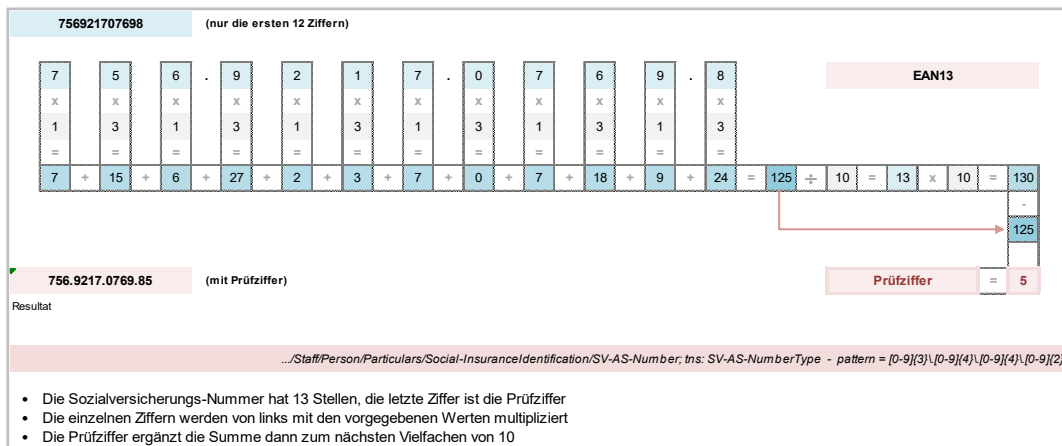 756921707698 (nur die ersten 12 Ziffern)
7 5 6 . 9 2 1 7 . 0 7 6 9 . 8 EAN13
x x x x x x x x x x x x
1 3 1 3 1 3 1 3 1 3 1 3
= = = = = = = = = = = =
7 + 15 + 6 + 27 + 2 + 3 + 7 + 0 + 7 + 18 + 9 + 24 = 125 ÷ 10 = 13 x 10 = 130
-
125
756.9217.0769.85 (mit Prüfziffer) Prüfziffer = 5
Resultat
.../Staff/Person/Particulars/Social-InsuranceIdentification/SV-AS-Number; tns: SV-AS-NumberType - pattern = [0-9]{3}\.[0-9]{4}\.[0-9]{4}\.[0-9]{2}
• Die Sozialversicherungs-Nummer hat 13 Stellen, die letzte Ziffer ist die Prüfziffer
• Die einzelnen Ziffern werden von links mit den vorgegebenen Werten multipliziert
• Die Prüfziffer ergänzt die Summe dann zum nächsten Vielfachen von 10